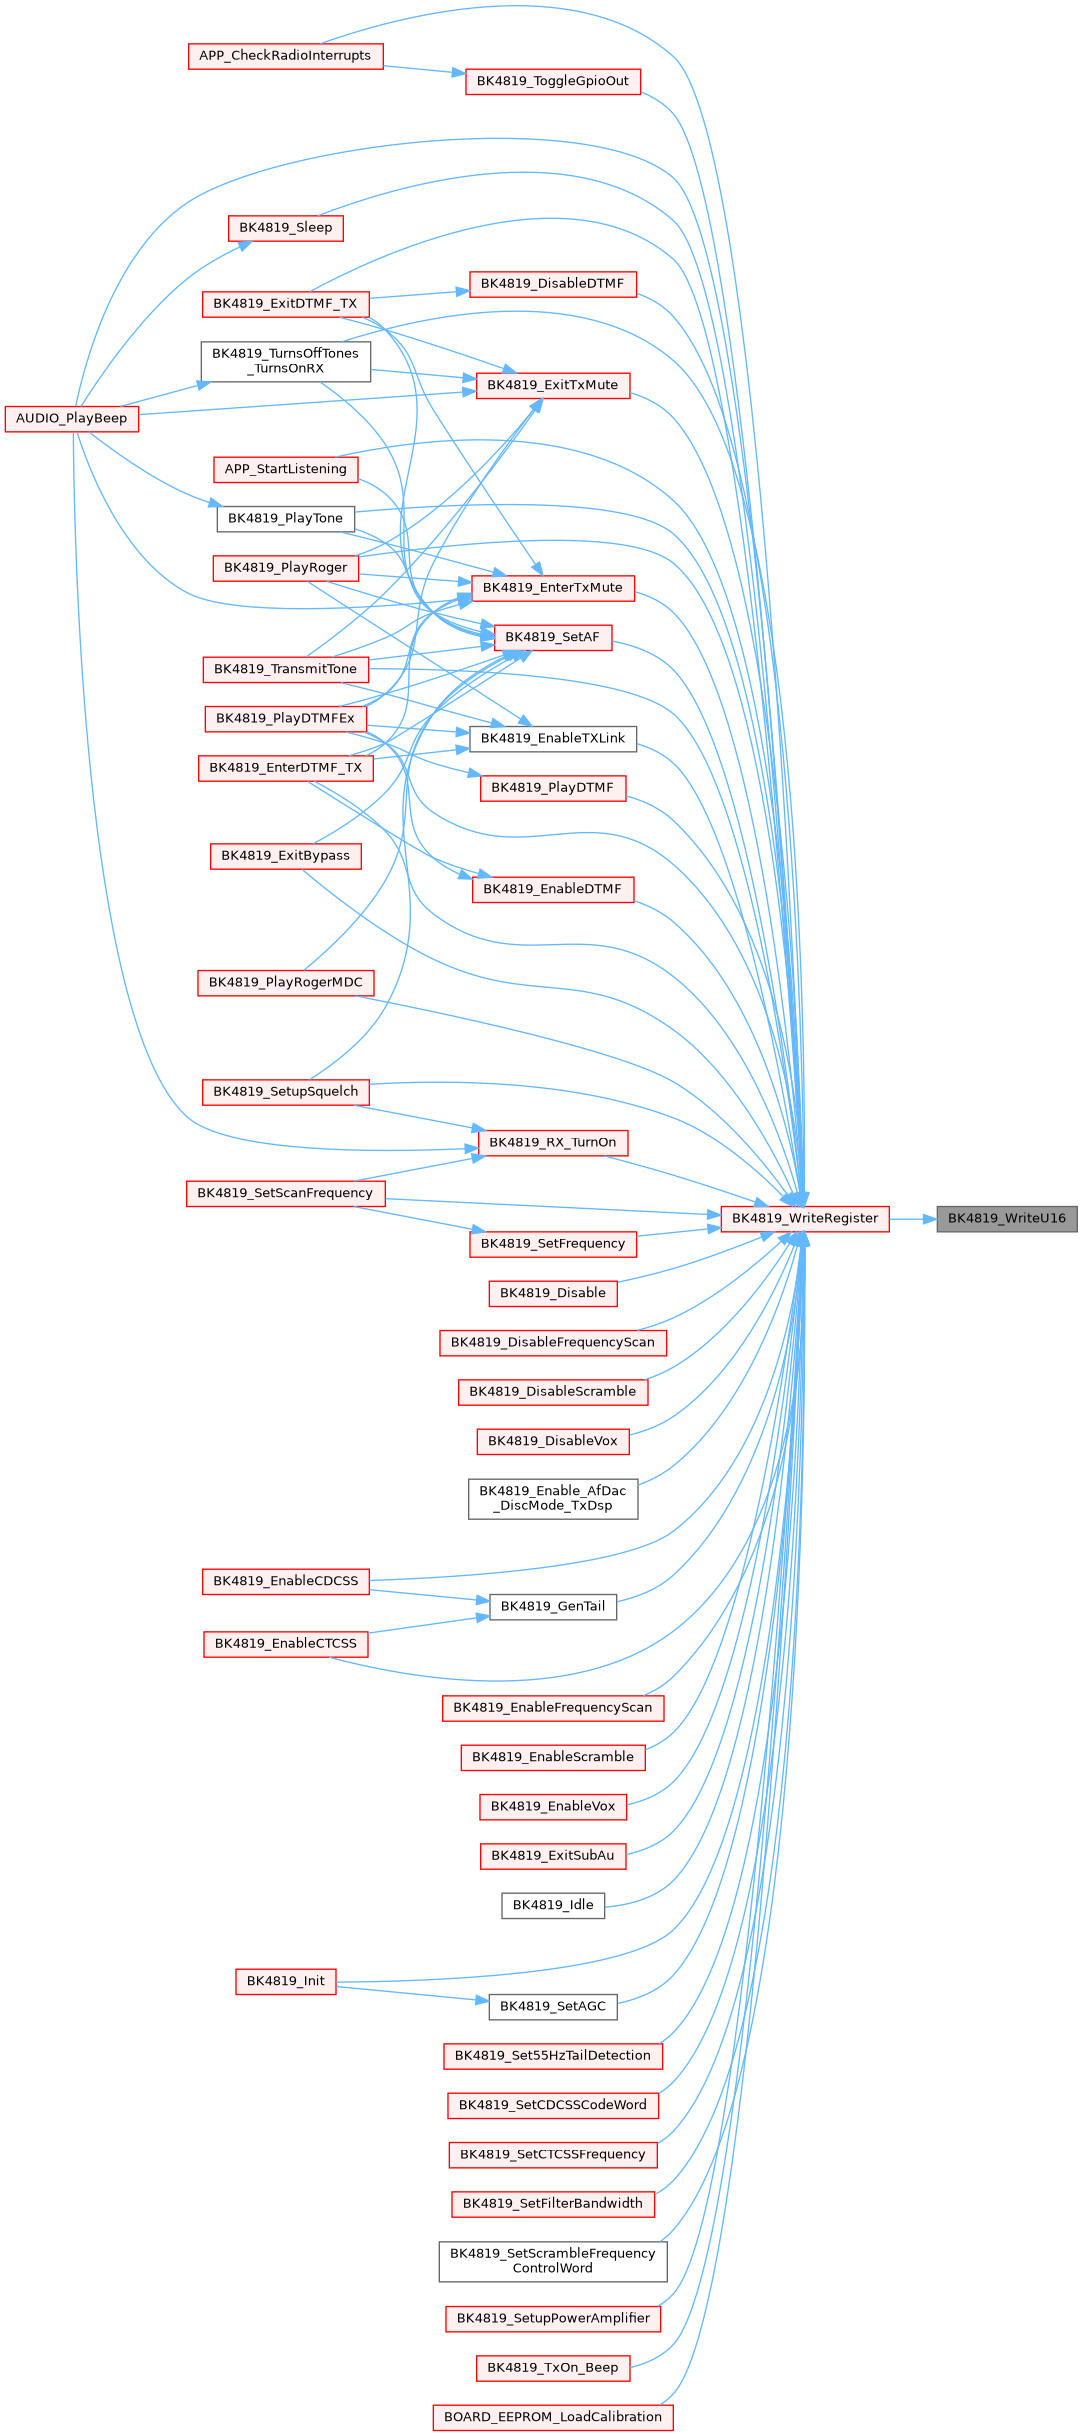 APP_CheckRadioInterrupts
BK4819_ToggleGpioOut
BK4819_Sleep
BK4819_DisableDTMF
BK4819_ExitDTMF_TX
BK4819_TurnsOffTones
_TurnsOnRX
BK4819_ExitTxMute
AUDIO_PlayBeep
APP_StartListening
BK4819_PlayTone
BK4819_PlayRoger
BK4819_EnterTxMute
BK4819_SetAF
BK4819_TransmitTone
BK4819_PlayDTMFEx
BK4819_EnableTXLink
BK4819_EnterDTMF_TX
BK4819_PlayDTMF
BK4819_ExitBypass
BK4819_EnableDTMF
BK4819_PlayRogerMDC
BK4819_SetupSquelch
BK4819_RX_TurnOn
BK4819_SetScanFrequency
BK4819_WriteRegister
BK4819_WriteU16
BK4819_SetFrequency
BK4819_Disable
BK4819_DisableFrequencyScan
BK4819_DisableScramble
BK4819_DisableVox
BK4819_Enable_AfDac
_DiscMode_TxDsp
BK4819_EnableCDCSS
BK4819_GenTail
BK4819_EnableCTCSS
BK4819_EnableFrequencyScan
BK4819_EnableScramble
BK4819_EnableVox
BK4819_ExitSubAu
BK4819_Idle
BK4819_Init
BK4819_SetAGC
BK4819_Set55HzTailDetection
BK4819_SetCDCSSCodeWord
BK4819_SetCTCSSFrequency
BK4819_SetFilterBandwidth
BK4819_SetScrambleFrequency
ControlWord
BK4819_SetupPowerAmplifier
BK4819_TxOn_Beep
BOARD_EEPROM_LoadCalibration